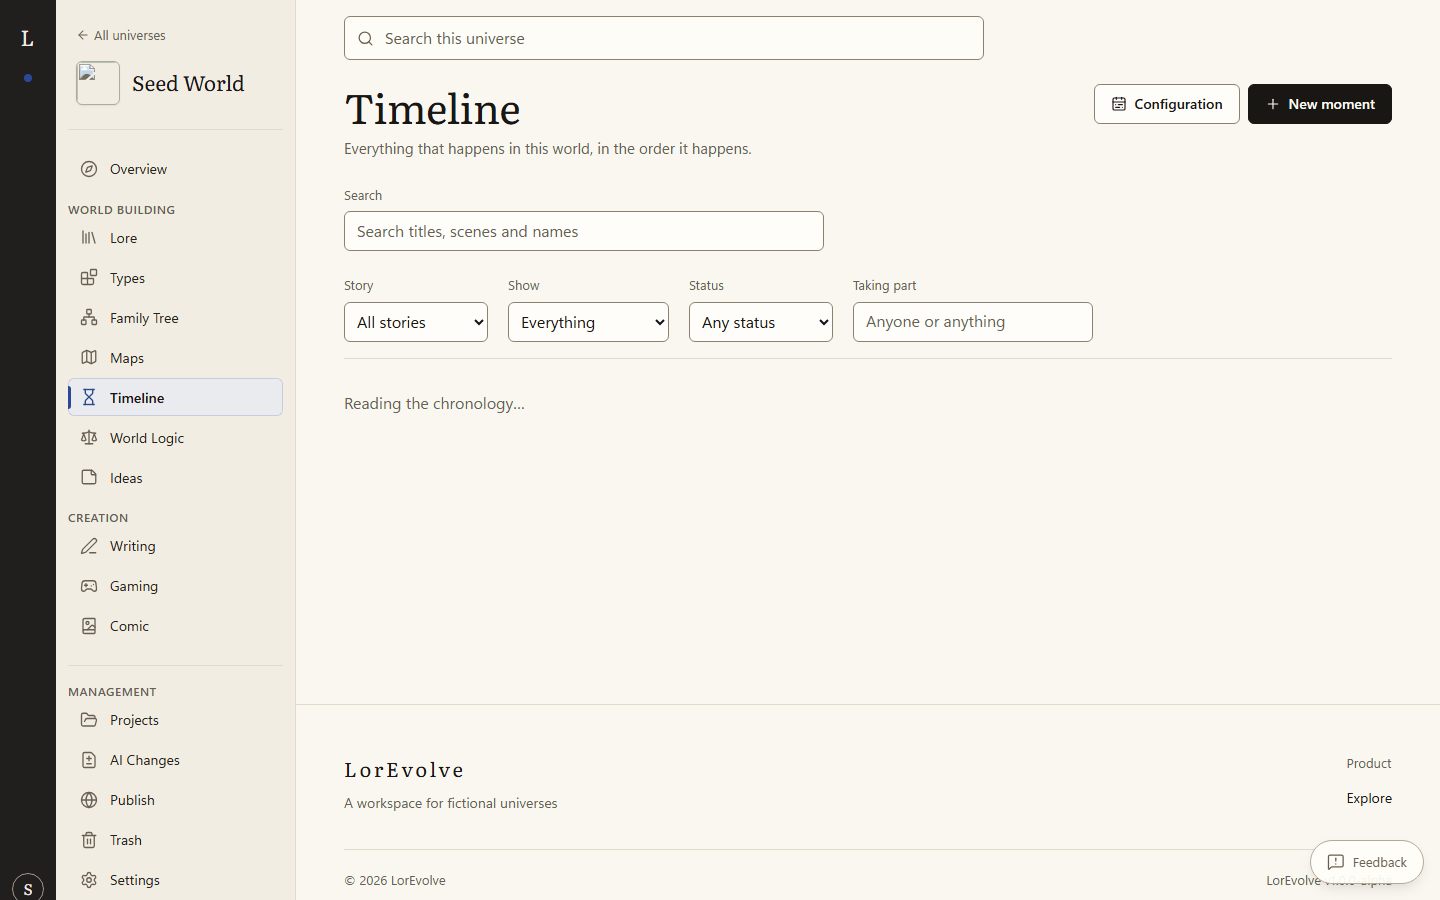 L
All universes
Seed World
Overview
WORLD BUILDING
Lore
Types
Family Tree
Maps
Timeline
World Logic
Ideas
CREATION
Writing
Gaming
Comic
MANAGEMENT
Projects
AI Changes
Publish
Trash
Settings
S
Search this universe
Timeline
Configuration
New moment
Everything that happens in this world, in the order it happens.
Search
Search titles, scenes and names
Story
Show
Status
Taking part
All stories
Everything
Any status
Anyone or anything
Reading the chronology...
LorEvolve
A workspace for fictional universes
Product
Explore
Feedback
© 2026 LorEvolve
LorEvolve